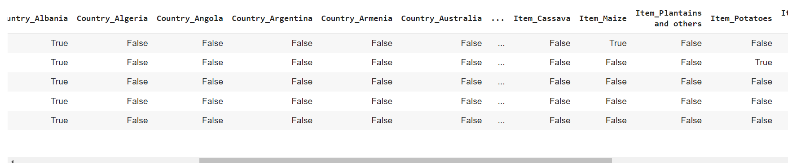 Item_Plantains
ountry_Albania Country_Algeria Country_Angola Country_Argentina Country_Armenia Country_Australia ... Item_Cassava Item_Maize and others Item_Potatoes
True False False False False False ... False True False False
True False False False False False ... False False False True
True False False False False False ... False False False False
True False False False False False ... False False False False
True False False False False False ... False False False False